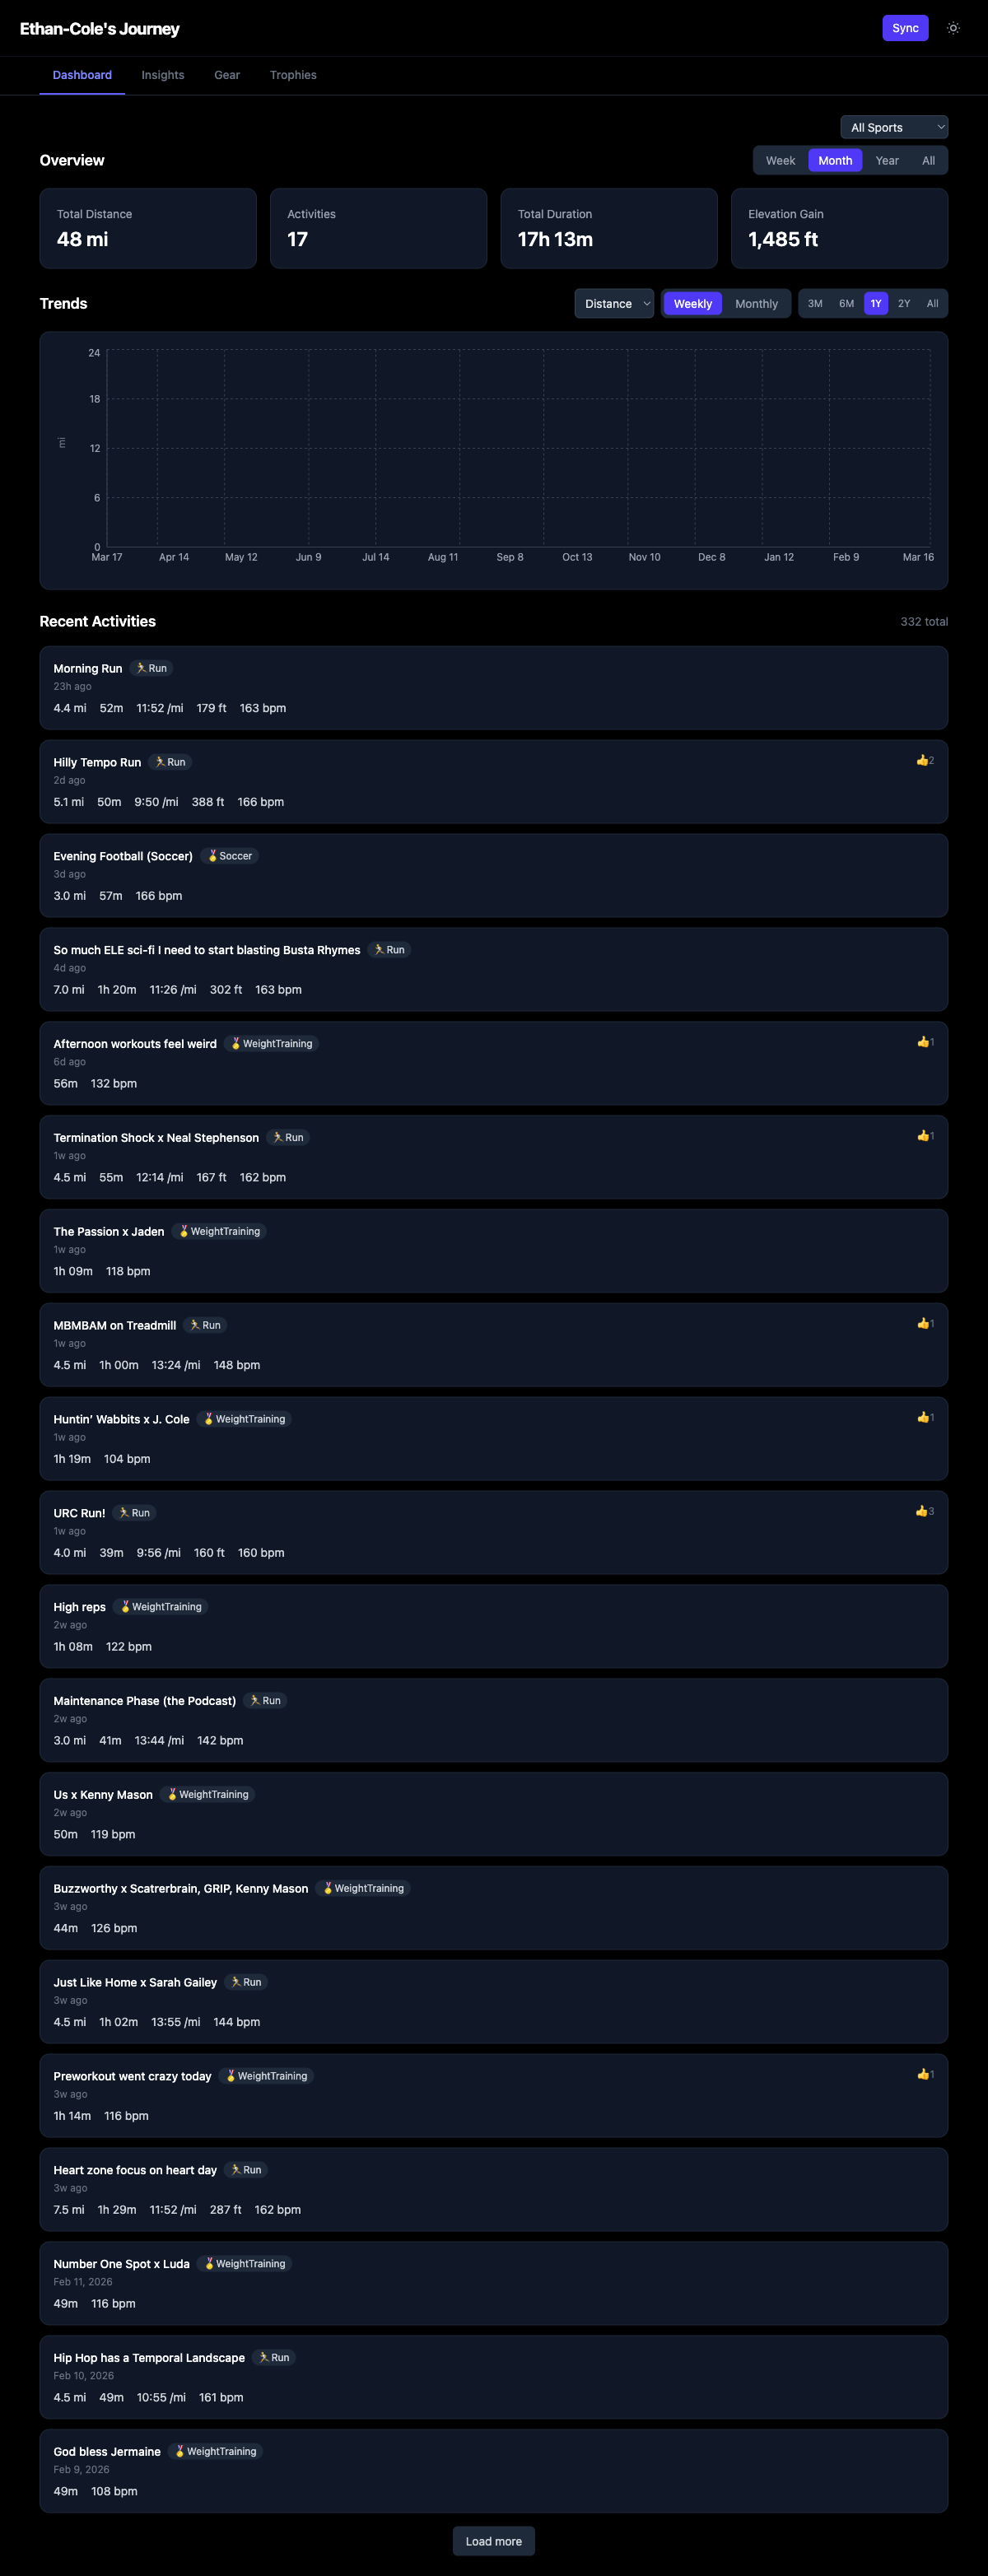 Ethan-Cole's Journey
Sync
Dashboard Insights Gear Trophies
All Sports
Overview
Week Month Year All
Total Distance
48 mi
Activities
17
Total Duration
17h 13m
Elevation Gain
1,485 ft
Trends
Distance Weekly Monthly 3M 6M 1Y 2Y All
24
18
12
6
0
mi
Mar 17 Apr 14 May 12 Jun 9 Jul 14 Aug 11 Sep 8 Oct 13 Nov 10 Dec 8 Jan 12 Feb 9 Mar 16
Recent Activities 332 total
Morning Run Run
23h ago
4.4 mi 52m 11:52 /mi 179 ft 163 bpm
Hilly Tempo Run Run 2
2d ago
5.1 mi 50m 9:50 /mi 388 ft 166 bpm
Evening Football (Soccer) Soccer
3d ago
3.0 mi 57m 166 bpm
So much ELE sci-fi I need to start blasting Busta Rhymes Run
4d ago
7.0 mi 1h 20m 11:26 /mi 302 ft 163 bpm
Afternoon workouts feel weird WeightTraining 1
6d ago
56m 132 bpm
Termination Shock x Neal Stephenson Run 1
1w ago
4.5 mi 55m 12:14 /mi 167 ft 162 bpm
The Passion x Jaden WeightTraining
1w ago
1h 09m 118 bpm
MBMBAM on Treadmill Run 1
1w ago
4.5 mi 1h 00m 13:24 /mi 148 bpm
Huntin’ Wabbits x J. Cole WeightTraining 1
1w ago
1h 19m 104 bpm
URC Run! Run 3
1w ago
4.0 mi 39m 9:56 /mi 160 ft 160 bpm
High reps WeightTraining
2w ago
1h 08m 122 bpm
Maintenance Phase (the Podcast) Run
2w ago
3.0 mi 41m 13:44 /mi 142 bpm
Us x Kenny Mason WeightTraining
2w ago
50m 119 bpm
Buzzworthy x Scatrerbrain, GRIP, Kenny Mason WeightTraining
3w ago
44m 126 bpm
Just Like Home x Sarah Gailey Run
3w ago
4.5 mi 1h 02m 13:55 /mi 144 bpm
Preworkout went crazy today WeightTraining 1
3w ago
1h 14m 116 bpm
Heart zone focus on heart day Run
3w ago
7.5 mi 1h 29m 11:52 /mi 287 ft 162 bpm
Number One Spot x Luda WeightTraining
Feb 11, 2026
49m 116 bpm
Hip Hop has a Temporal Landscape Run
Feb 10, 2026
4.5 mi 49m 10:55 /mi 161 bpm
God bless Jermaine WeightTraining
Feb 9, 2026
49m 108 bpm
Load more